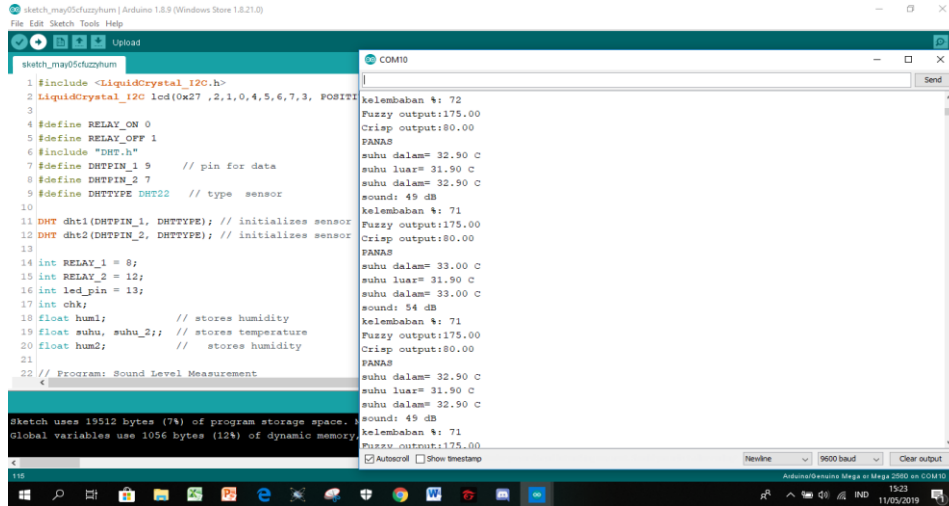 sketch_may05cfuzzyhum | Arduino 1.8.9 (Windows Store 1.8.21.0)
File Edit Sketch Tools Help
Upload
sketch_may05cfuzzyhum
1 #include <LiquidCrystal_I2C.h>
2 LiquidCrystal_I2C lcd(0x27 ,2,1,0,4,5,6,7,3, POSITI
3
4 #define RELAY_ON 0
5 #define RELAY_OFF 1
6 #include "DHT.h"
7 #define DHTPIN_1 9 // pin for data
8 #define DHTPIN_2 7
9 #define DHTTYPE DHT22 // type sensor
10
11 DHT dht1(DHTPIN_1, DHTTYPE); // initializes sensor
12 DHT dht2(DHTPIN_2, DHTTYPE); // initializes sensor
13
14 int RELAY_1 = 8;
15 int RELAY_2 = 12;
16 int led_pin = 13;
17 int chk;
18 float hum1; // stores humidity
19 float suhu, suhu_2;; // stores temperature
20 float hum2; // stores humidity
21
22 // Program: Sound Level Measurement
Sketch uses 19512 bytes (7%) of program storage space.
Global variables use 1056 bytes (12%) of dynamic memory,
115
COM10
Send
kelembaban %: 72
Fuzzy output:175.00
Crisp output:80.00
PANAS
suhu dalam= 32.90 C
suhu luar= 31.90 C
suhu dalam= 32.90 C
sound: 49 dB
kelembaban %: 71
Fuzzy output:175.00
Crisp output:80.00
PANAS
suhu dalam= 33.00 C
suhu luar= 31.90 C
suhu dalam= 33.00 C
sound: 54 dB
kelembaban %: 71
Fuzzy output:175.00
Crisp output:80.00
PANAS
suhu dalam= 32.90 C
suhu luar= 31.90 C
suhu dalam= 32.90 C
sound: 49 dB
kelembaban %: 71
Fuzzy output:175.00
Autoscroll Show timestamp Newline 9600 baud Clear output
Arduino/Genuino Mega or Mega 2560 on COM10
IND
15:23
11/05/2019